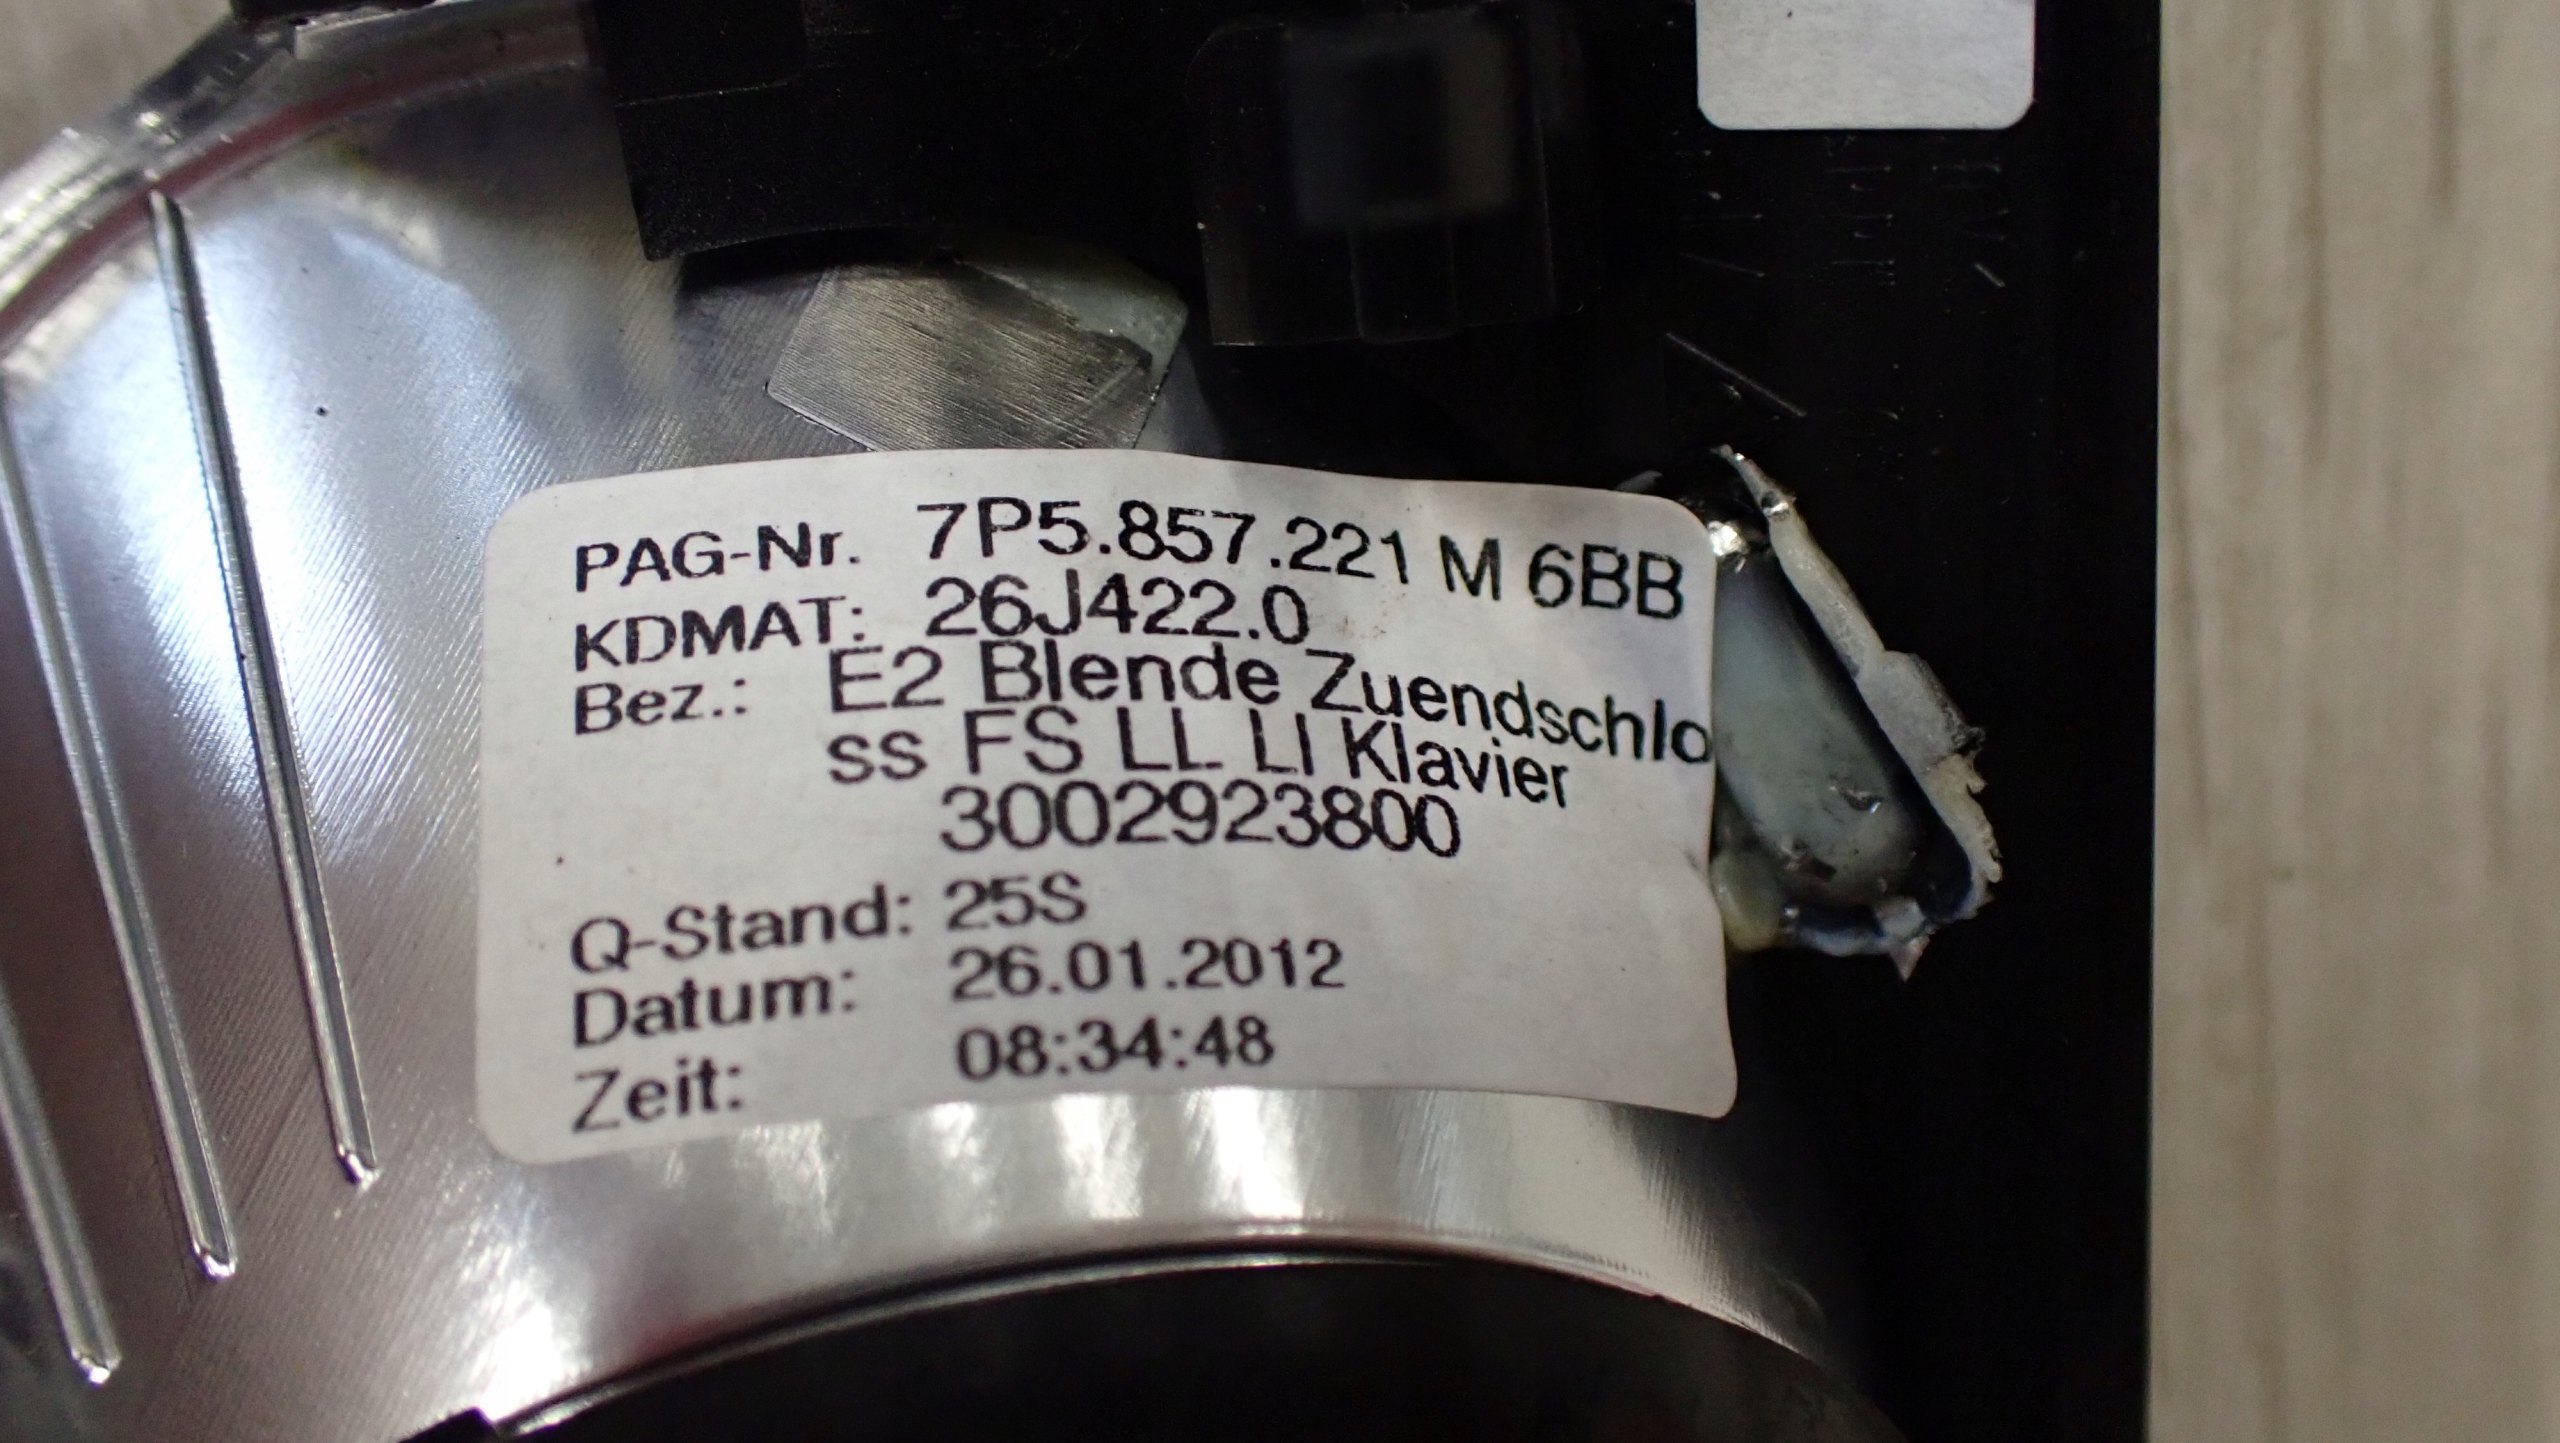 PAG-Nr. 7P5.857.221 M 6BB
KDMAT: 26J422.0
Bez.: E2 Blende Zuendschlo
ss FS LL LI Klavier
3002923800
Q-Stand: 25S
Datum: 26.01.2012
Zeit: 08:34:48